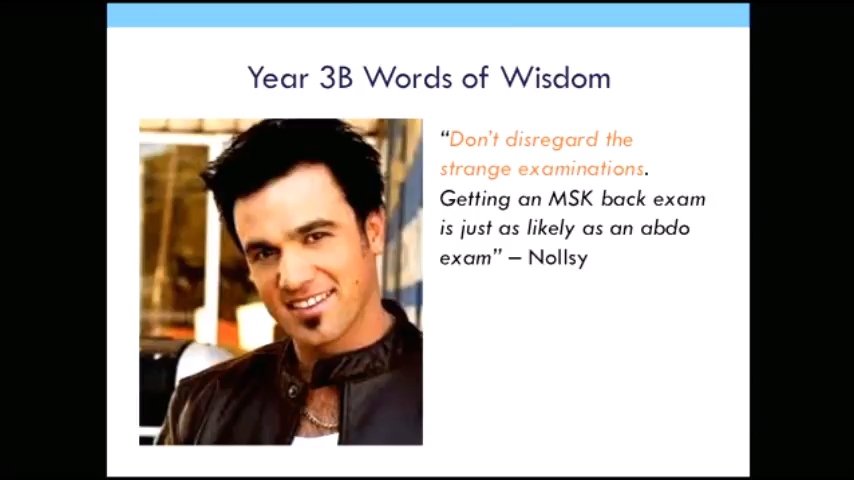 Year 3B Words of Wisdom
“Don’t disregard the
strange examinations.
Getting an MSK back exam
is just as likely as an abdo
exam” – Nollsy